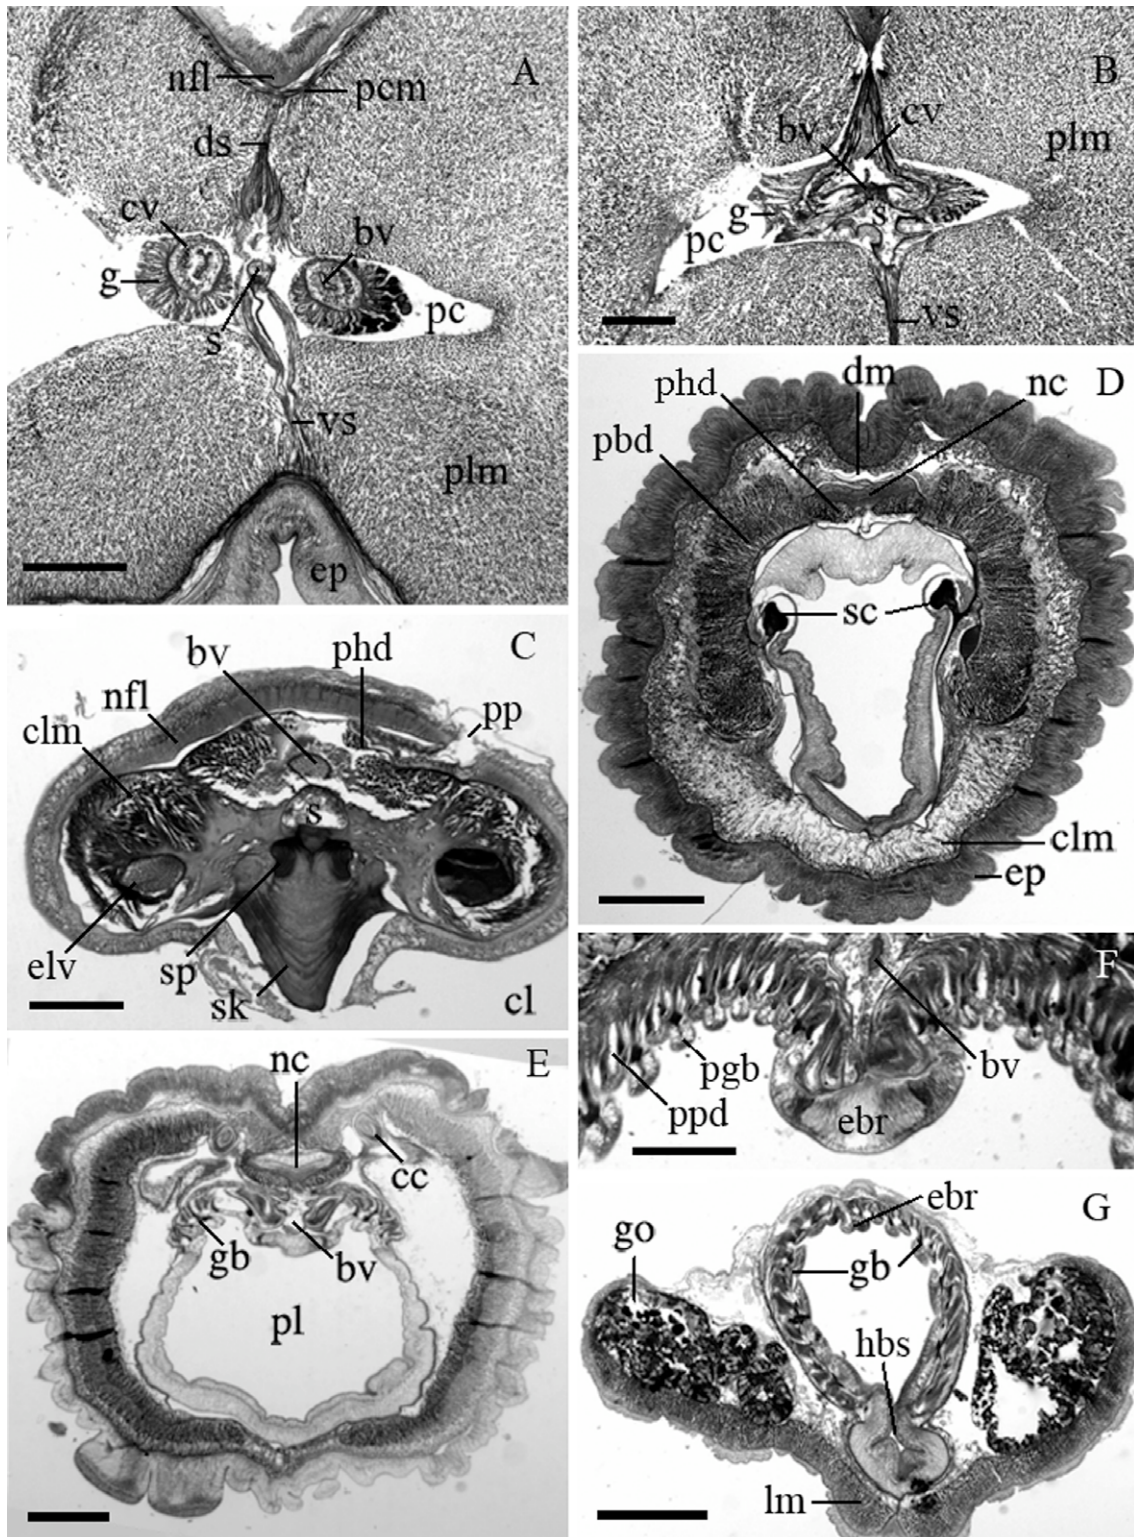 A
nfl
pcm
ds
cv
bv
g
s
pc
vs
plm
ep
B
bv
cv
plm
g
s
pc
vs
C
bv
phd
nfl
pp
clm
s
elv
sp
sk
cl
D
phd
dm
nc
pbd
sc
clm
ep
E
nc
cc
gb
bv
pl
F
pgb
bv
ppd
ebr
G
ebr
go
gb
hbs
lm